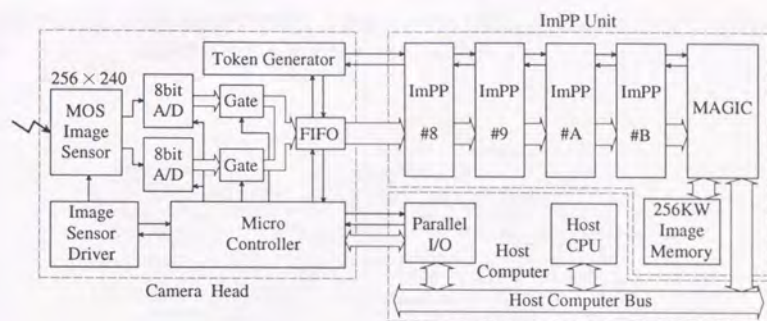 ImPP Unit
Token Generator
256 × 240
8bit
A/D
Gate
MOS
Image
Sensor
FIFO
8bit
A/D
Gate
ImPP
#8
ImPP
#9
ImPP
#A
ImPP
#B
MAGIC
Image
Sensor
Driver
Micro
Controller
Parallel
I/O
Host
Computer
Host
CPU
256KW
Image
Memory
Camera Head
Host Computer Bus